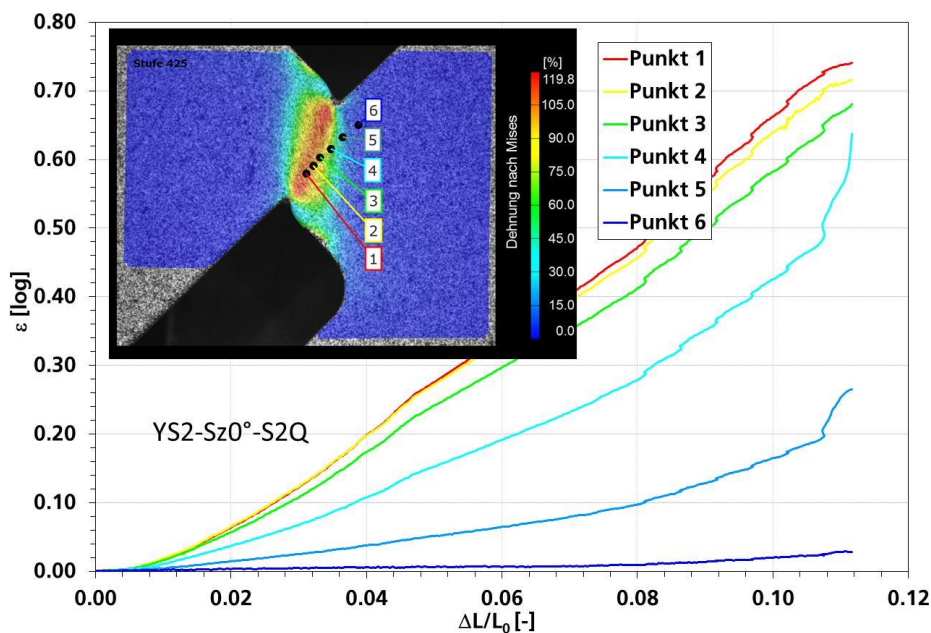 0.80
0.70
0.60
0.50
0.40
0.30
0.20
0.10
0.00
ε [log]
0.00
0.02
0.04
0.06
0.08
0.10
0.12
ΔL/L₀ [-]
YS2-Sz0°-S2Q
Stufe 425
6
5
4
3
2
1
Dehnung nach Mises
[%]
119.8
105.0
90.0
75.0
60.0
45.0
30.0
15.0
0.0
Punkt 1
Punkt 2
Punkt 3
Punkt 4
Punkt 5
Punkt 6